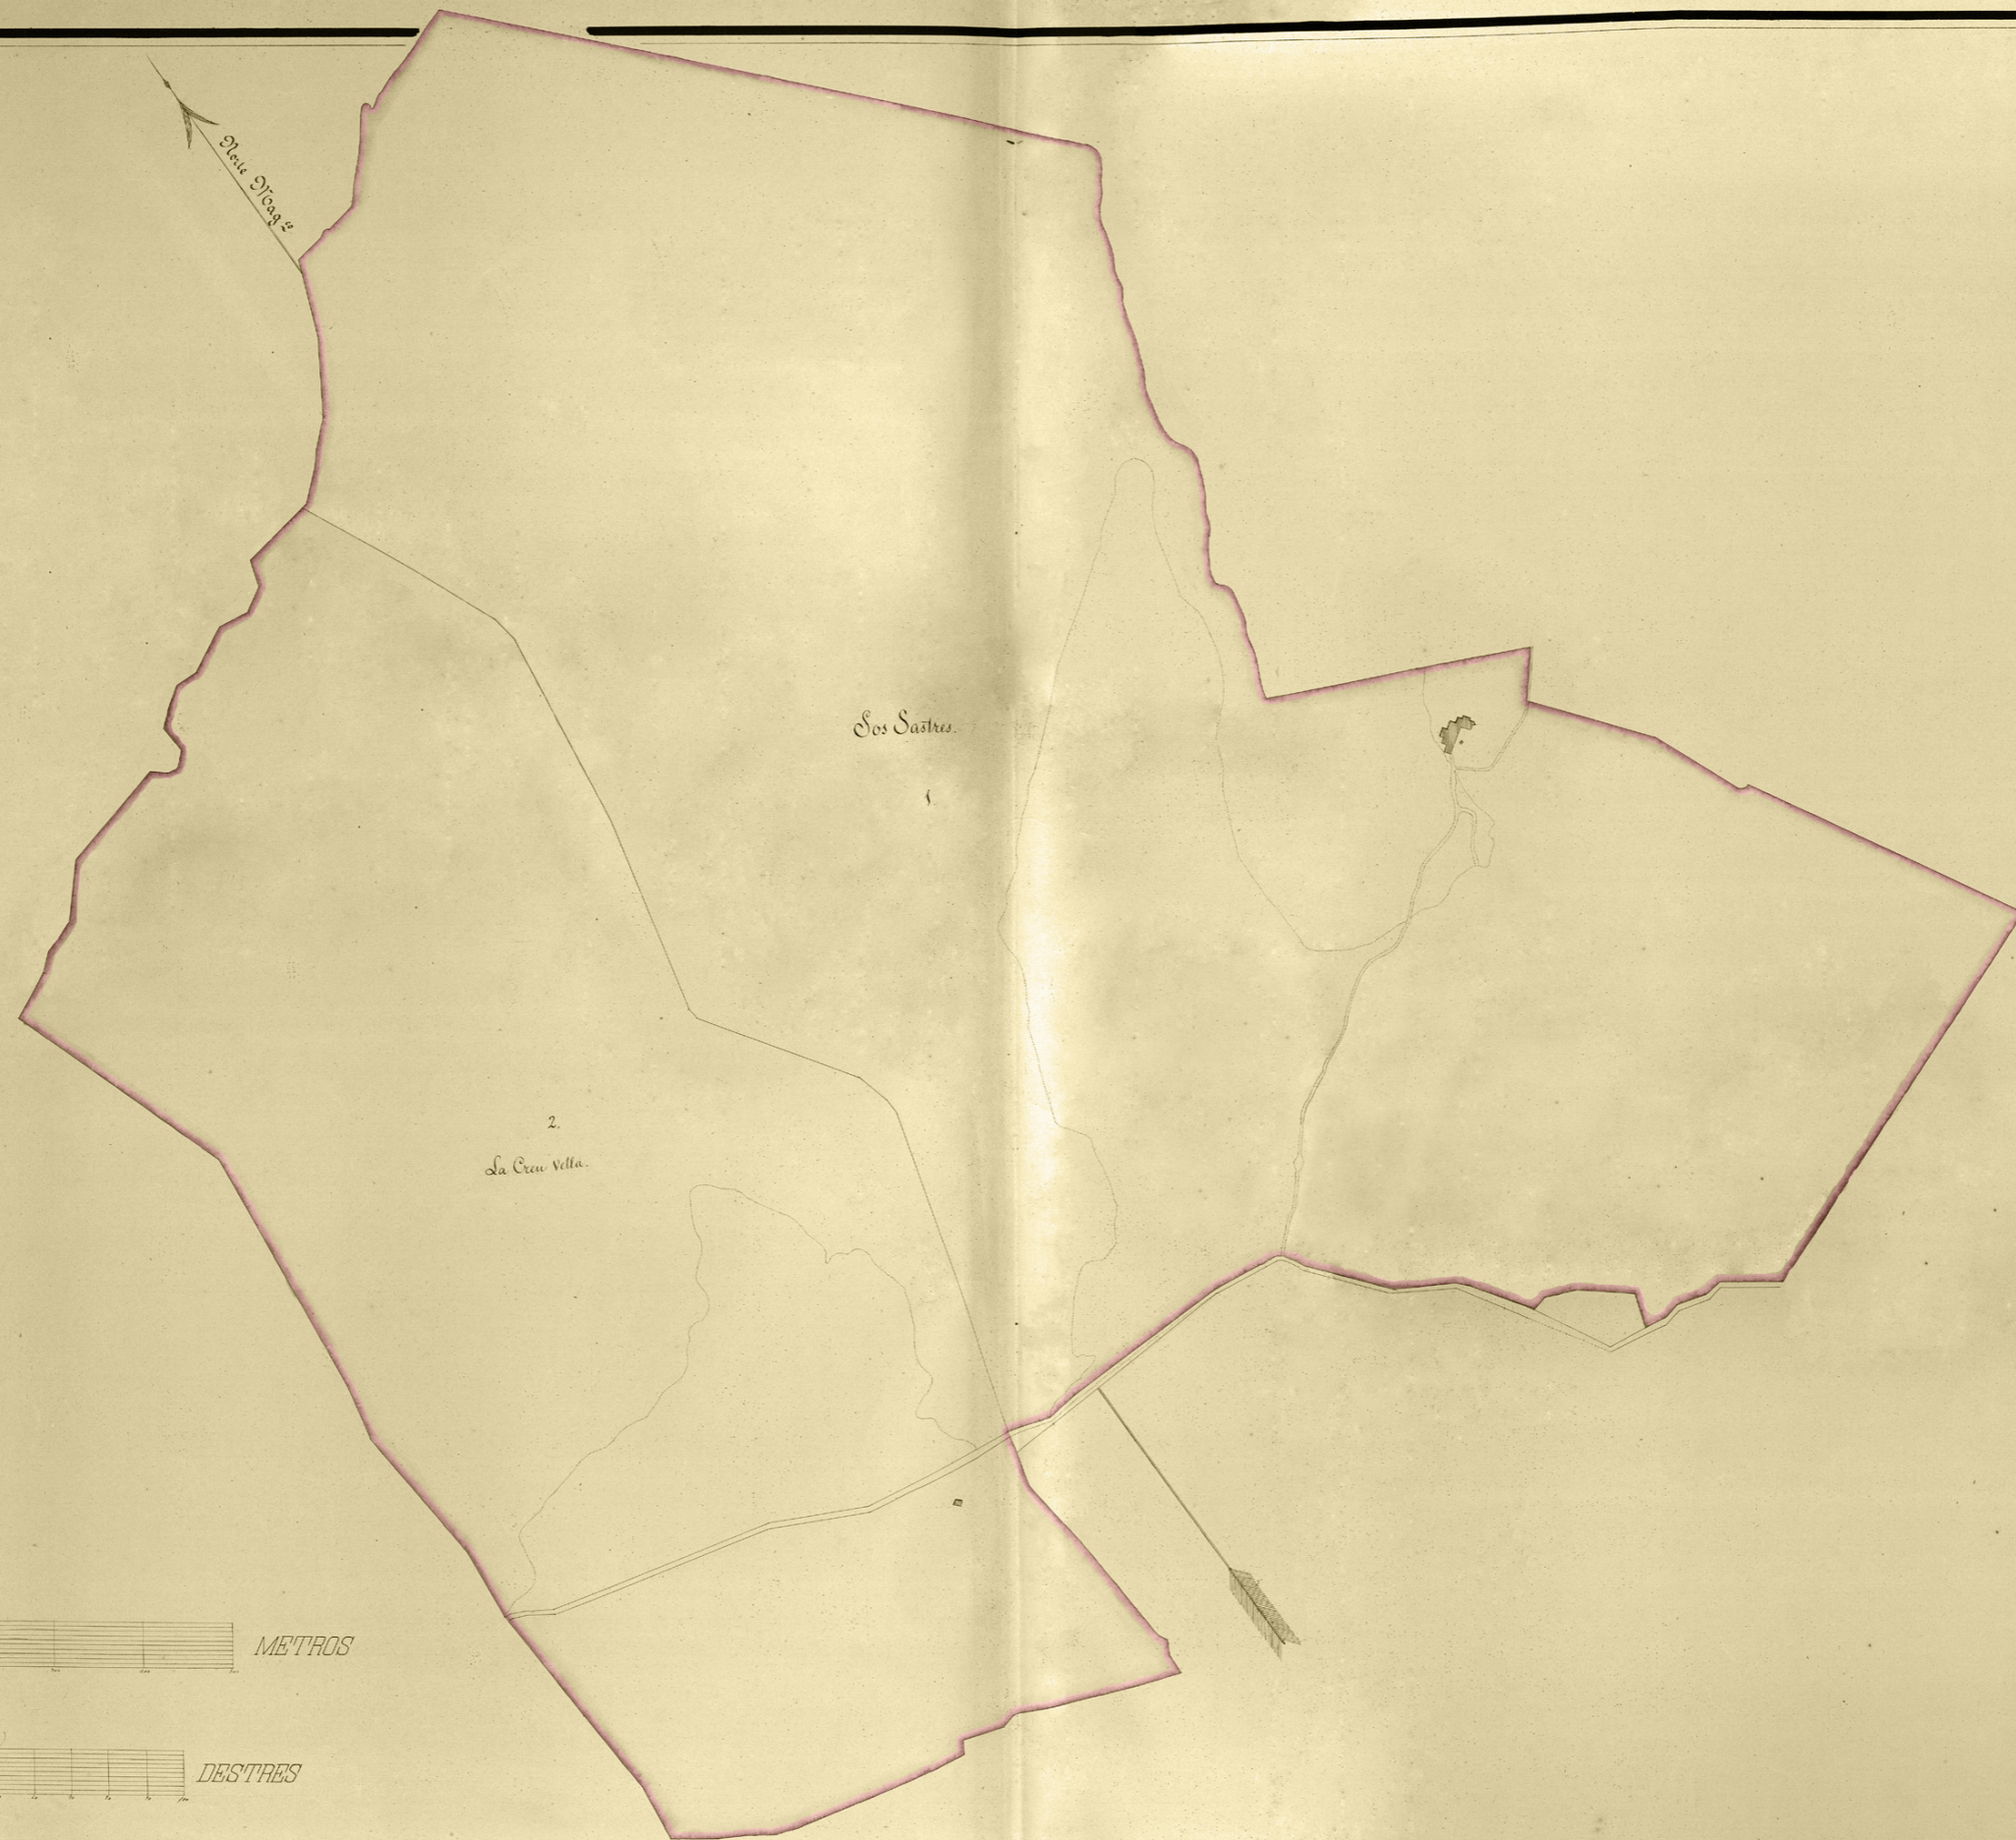 Norte Mag.co
Sos Sastres.
1.
2.
La Creu Vella.
METROS
DESTRES